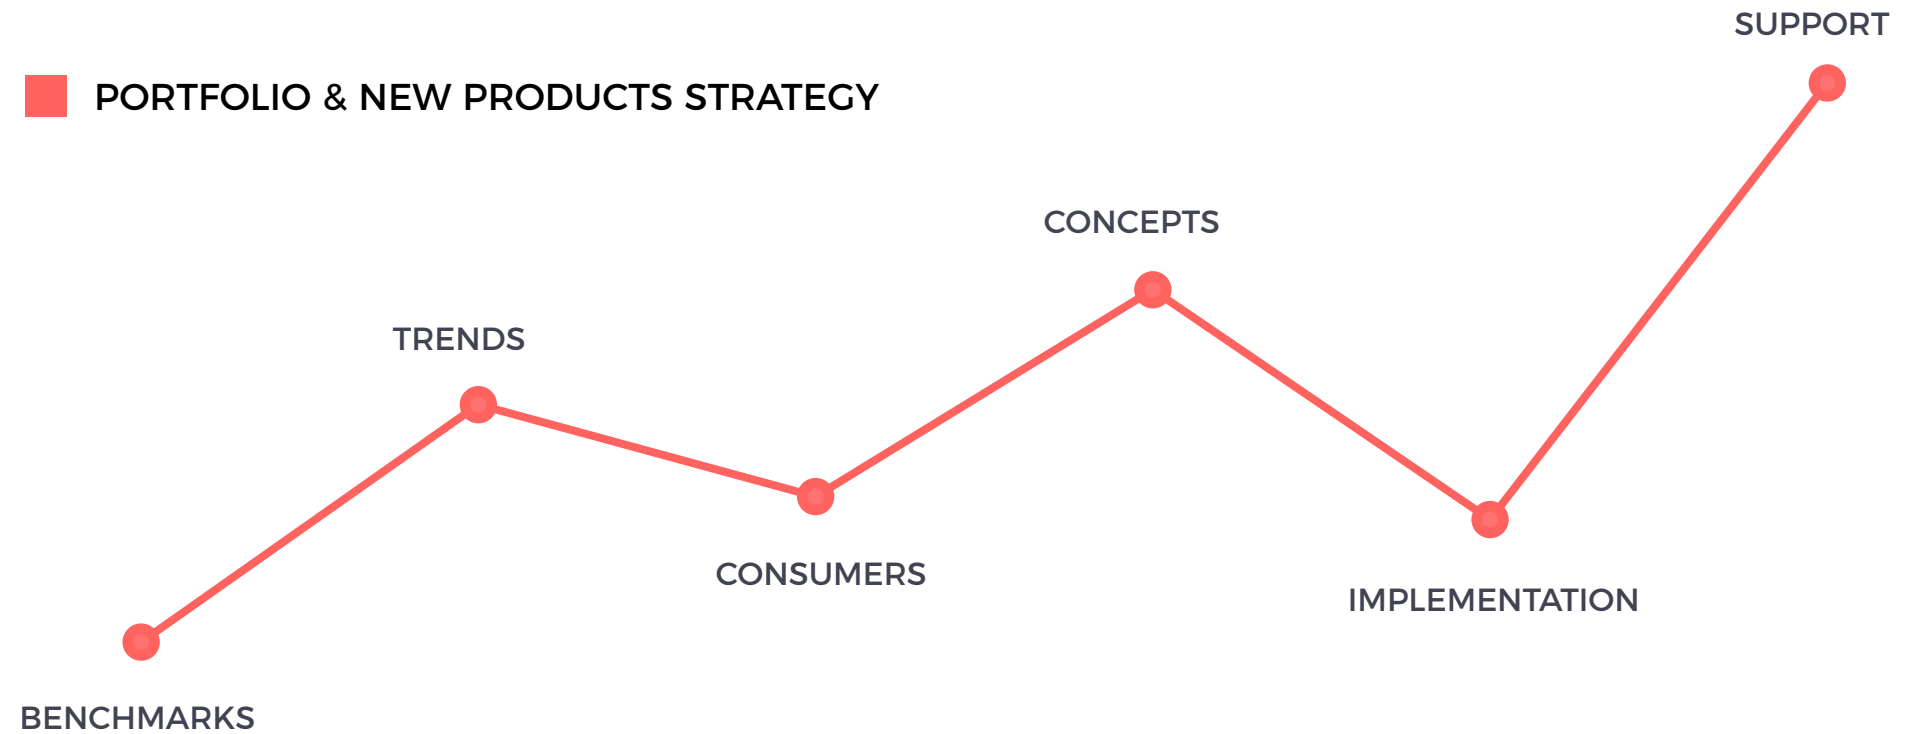 SUPPORT
PORTFOLIO & NEW PRODUCTS STRATEGY
CONCEPTS
TRENDS
CONSUMERS
IMPLEMENTATION
BENCHMARKS